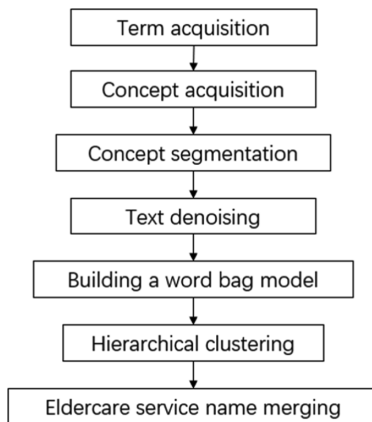 Term acquisition
Concept acquisition
Concept segmentation
Text denoising
Building a word bag model
Hierarchical clustering
Eldercare service name merging